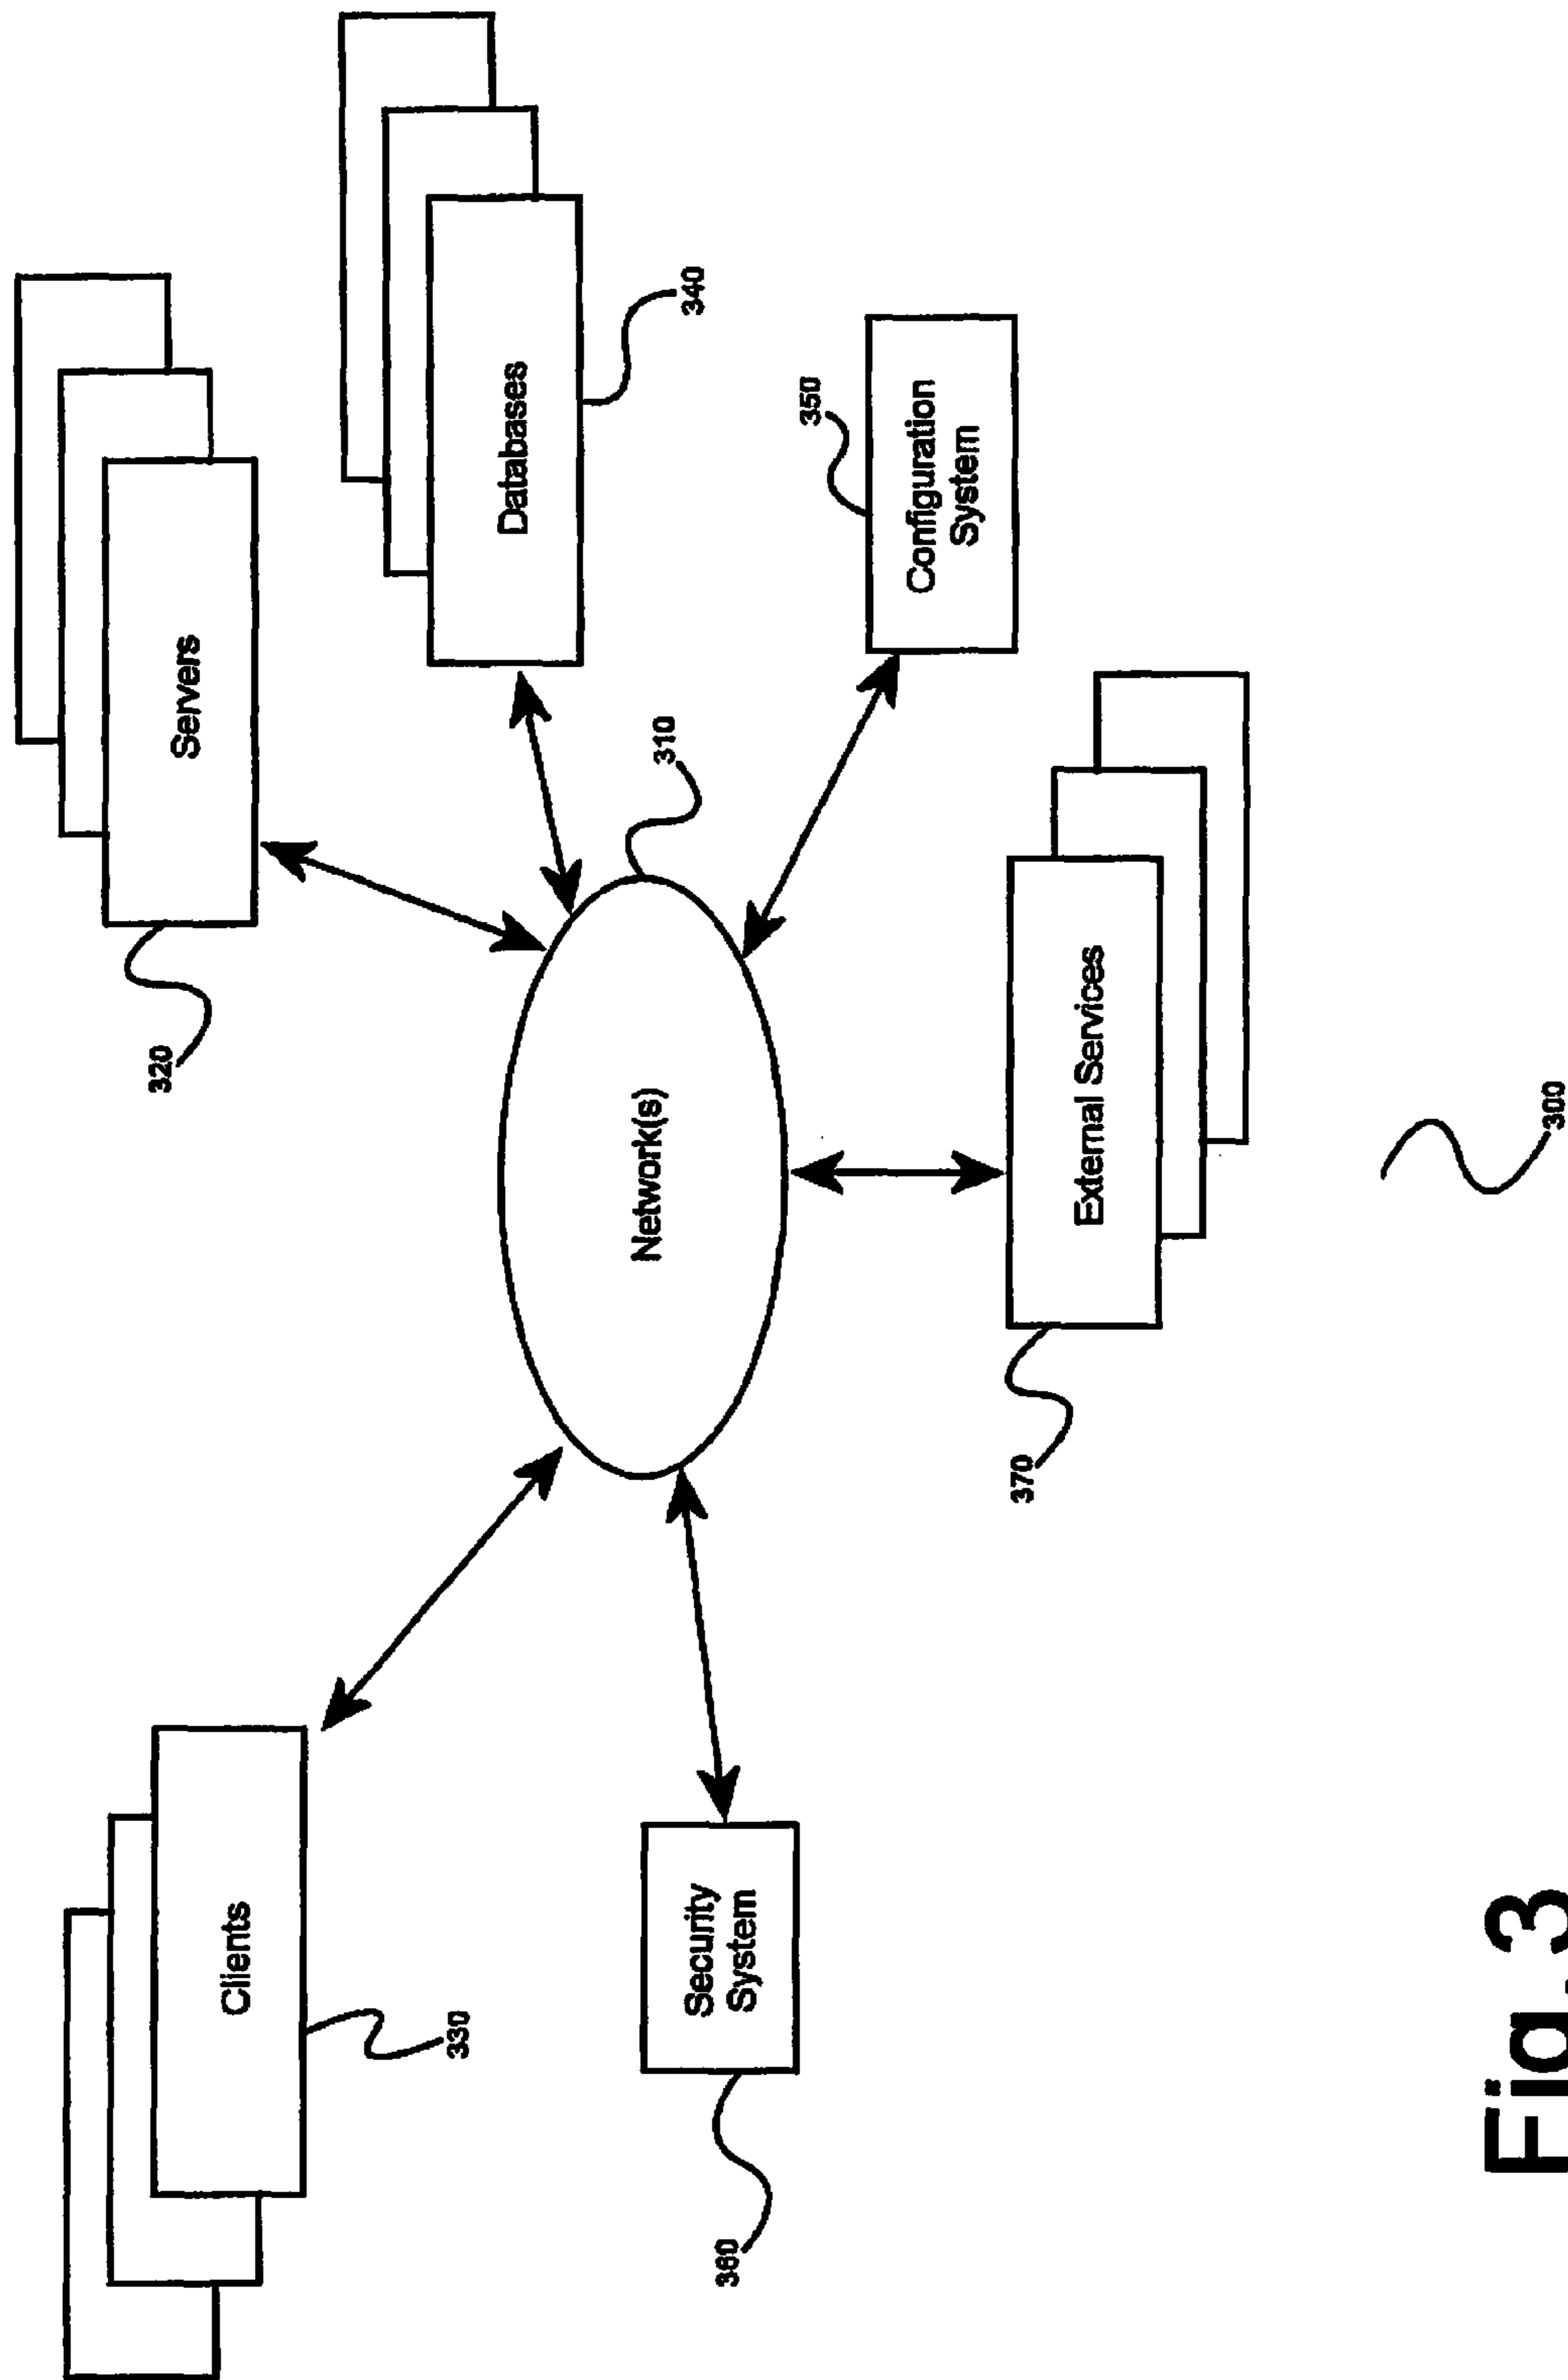 320
Servers
Clients
330
Databases
Network(s)
310
340
Security
System
360
350
Configuration
System
370
External Services
Fig. 3
300